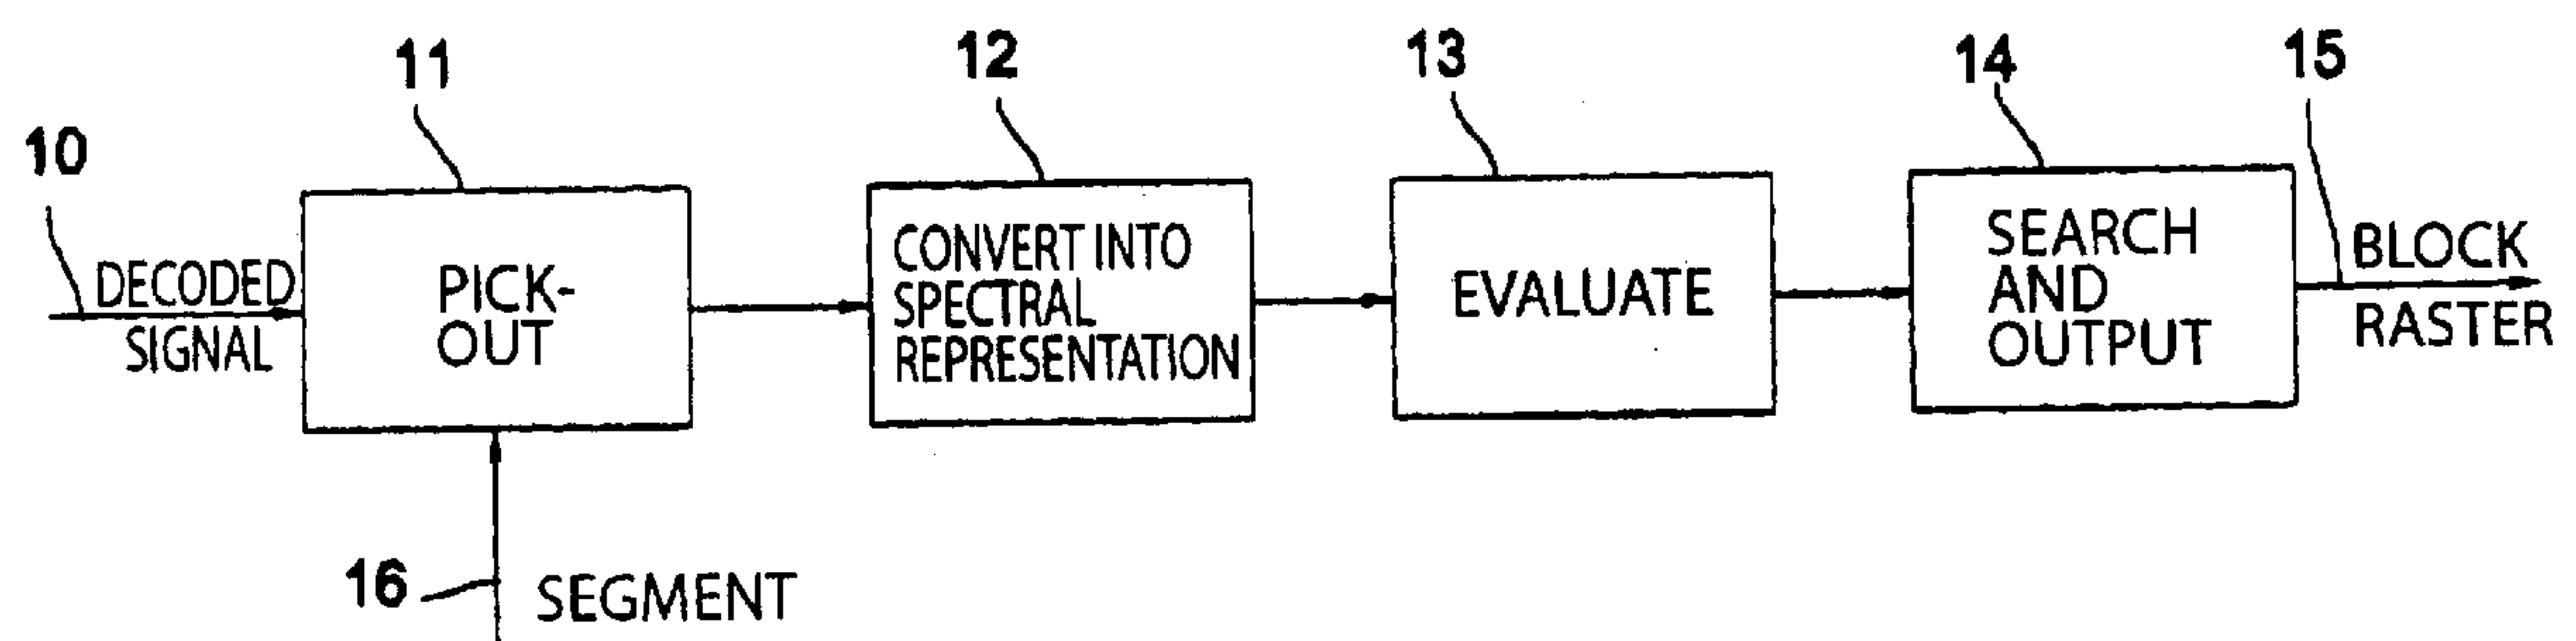 10
11
12
13
14
15
DECODED
SIGNAL
PICK-
OUT
CONVERT INTO
SPECTRAL
REPRESENTATION
EVALUATE
SEARCH
AND
OUTPUT
BLOCK
RASTER
16
SEGMENT